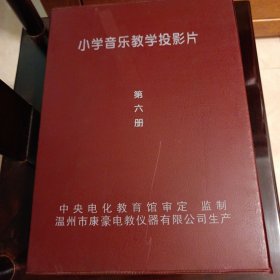 小学音乐教学投影片
第
六
册
中央电化教育馆审定 监制
温州市康豪电教仪器有限公司生产